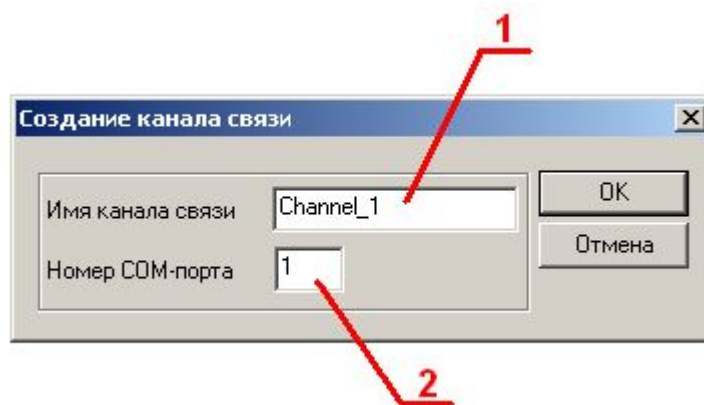 1
Создание канала связи
Имя канала связи
Channel_1
OK
Номер COM-порта
1
Отмена
2